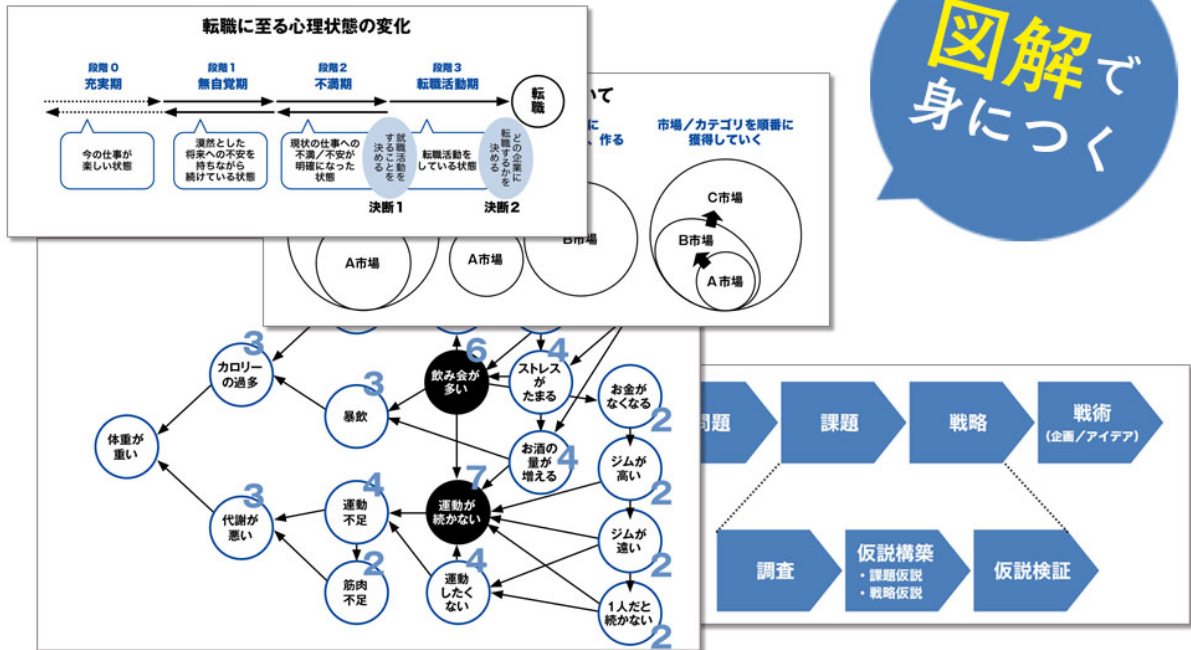 転職に至る心理状態の変化
段階0
充実期
段階1
無自覚期
段階2
不満期
段階3
転職活動期
転
職
今の仕事が
楽しい状態
漠然とした
将来への不安を
持ちながら
続けている状態
現状の仕事への
不満/不安が
明確になった
状態
就職活動を
することを
決める
転職活動を
している状態
どの企業に
転職するかを
決める
決断1
決断2
いて
に
、作る
市場/カテゴリを順番に
獲得していく
A市場
A市場
B市場
C市場
B市場
A市場
図解で
身につく
体重が
重い
カロリー
の過多
3
代謝が
悪い
3
暴飲
3
運動
不足
4
筋肉
不足
2
飲み会が
多い
6
運動が
続かない
7
運動
したくない
4
ストレス
が
たまる
4
お酒の
量が
増える
4
お金が
なくなる
2
ジムが
高い
2
ジムが
遠い
2
1人だと
続かない
2
問題
課題
戦略
戦術
(企画/アイデア)
調査
仮説構築
・課題仮説
・戦略仮説
仮説検証